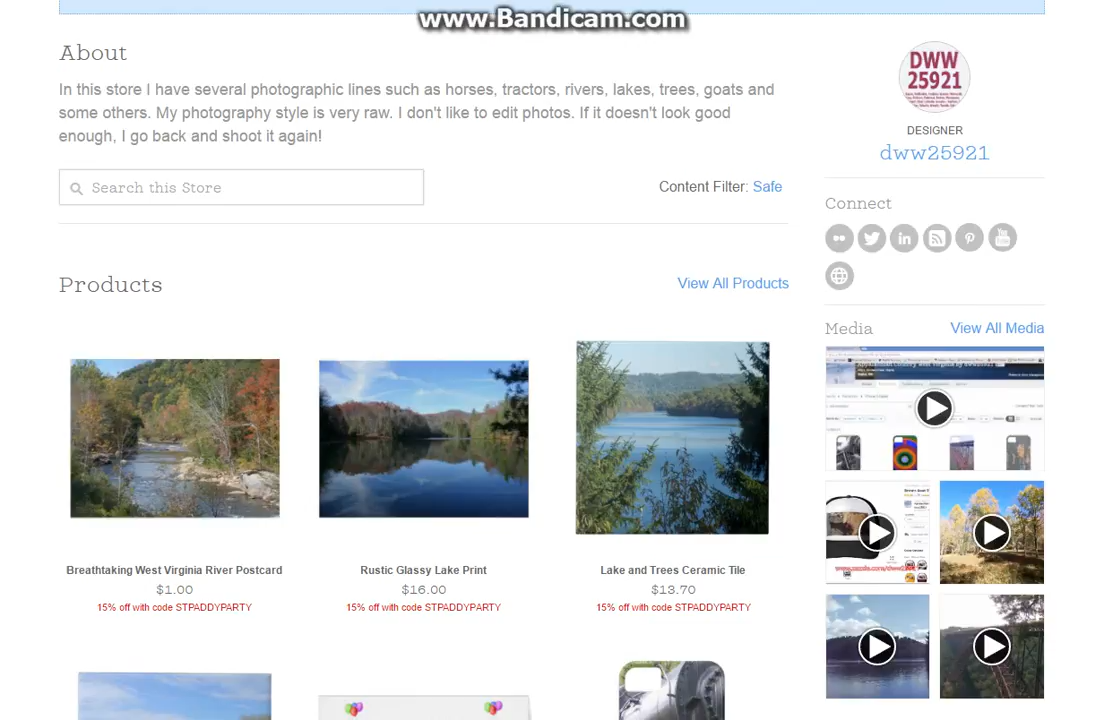 www.Bandicam.com
About
In this store I have several photographic lines such as horses, tractors, rivers, lakes, trees, goats and
some others. My photography style is very raw. I don't like to edit photos. If it doesn't look good
enough, I go back and shoot it again!
Search this Store
Content Filter: Safe
DWW
25921
DESIGNER
dww25921
Connect
You
Tube
Products
View All Products
Media
View All Media
Breathtaking West Virginia River Postcard
$1.00
15% off with code STPADDYPARTY
Rustic Glassy Lake Print
$16.00
15% off with code STPADDYPARTY
Lake and Trees Ceramic Tile
$13.70
15% off with code STPADDYPARTY